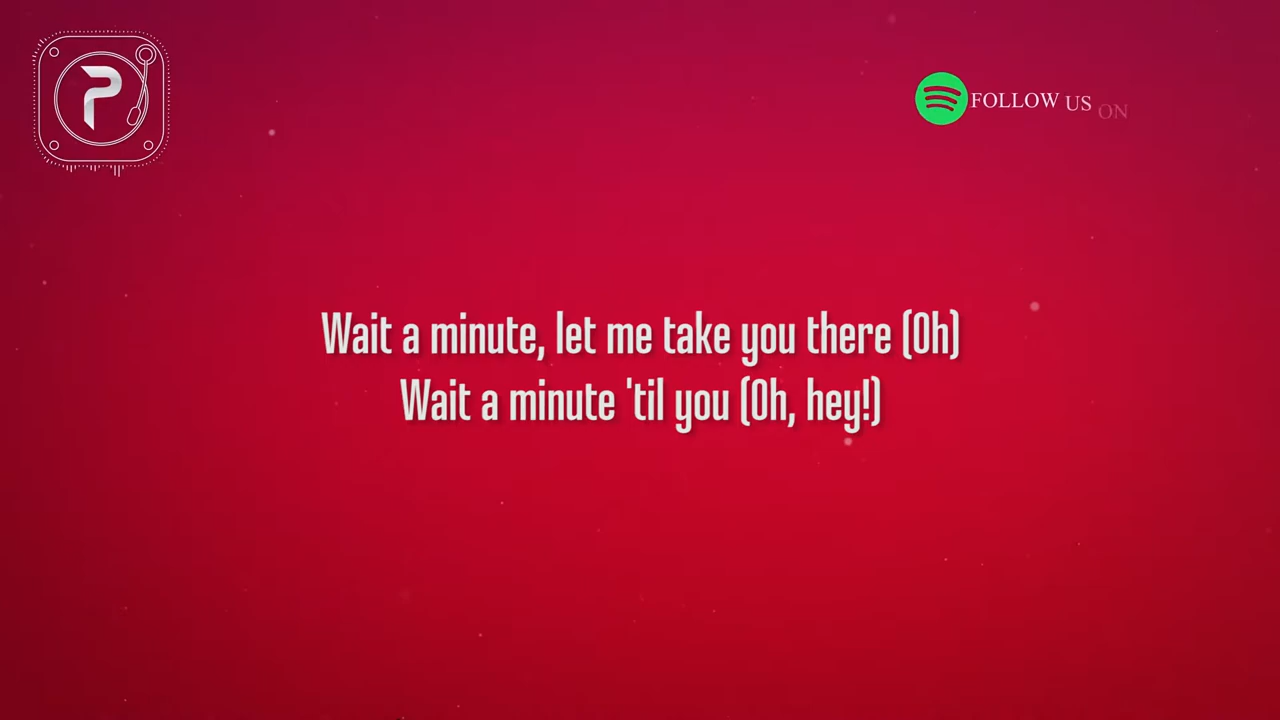 FOLLOW US ON
Wait a minute, let me take you there (Oh)
Wait a minute 'til you (Oh, hey!)